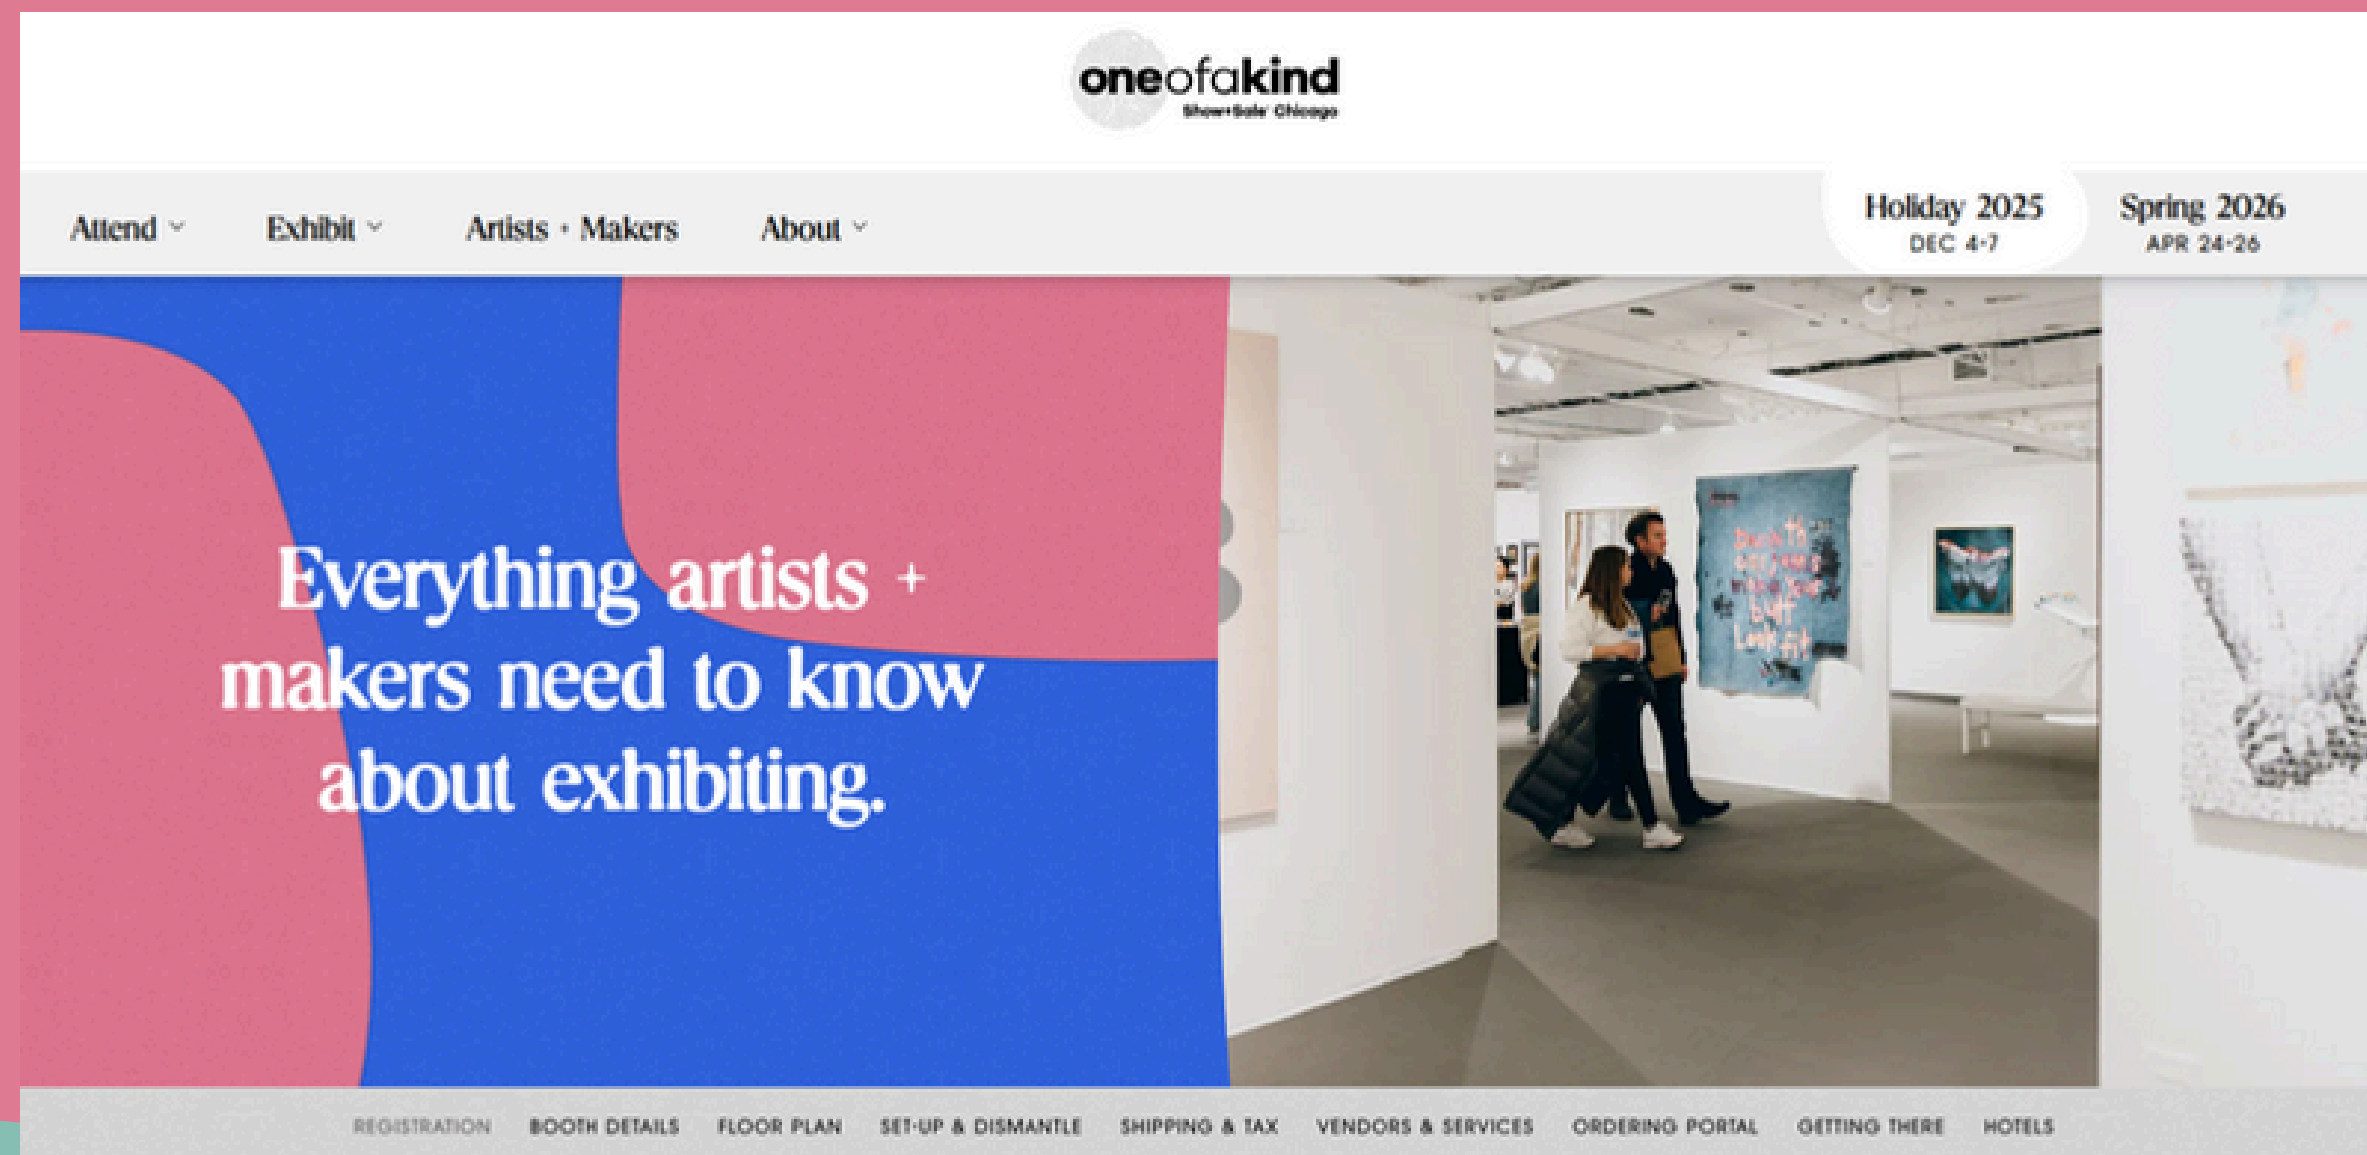 oneofakind
Show+Sale Chicago
Attend
Exhibit
Artists + Makers
About
Holiday 2025
DEC 4-7
Spring 2026
APR 24-26
Everything artists +
makers need to know
about exhibiting.
REGISTRATION
BOOTH DETAILS
FLOOR PLAN
SET-UP & DISMANTLE
SHIPPING & TAX
VENDORS & SERVICES
ORDERING PORTAL
GETTING THERE
HOTELS